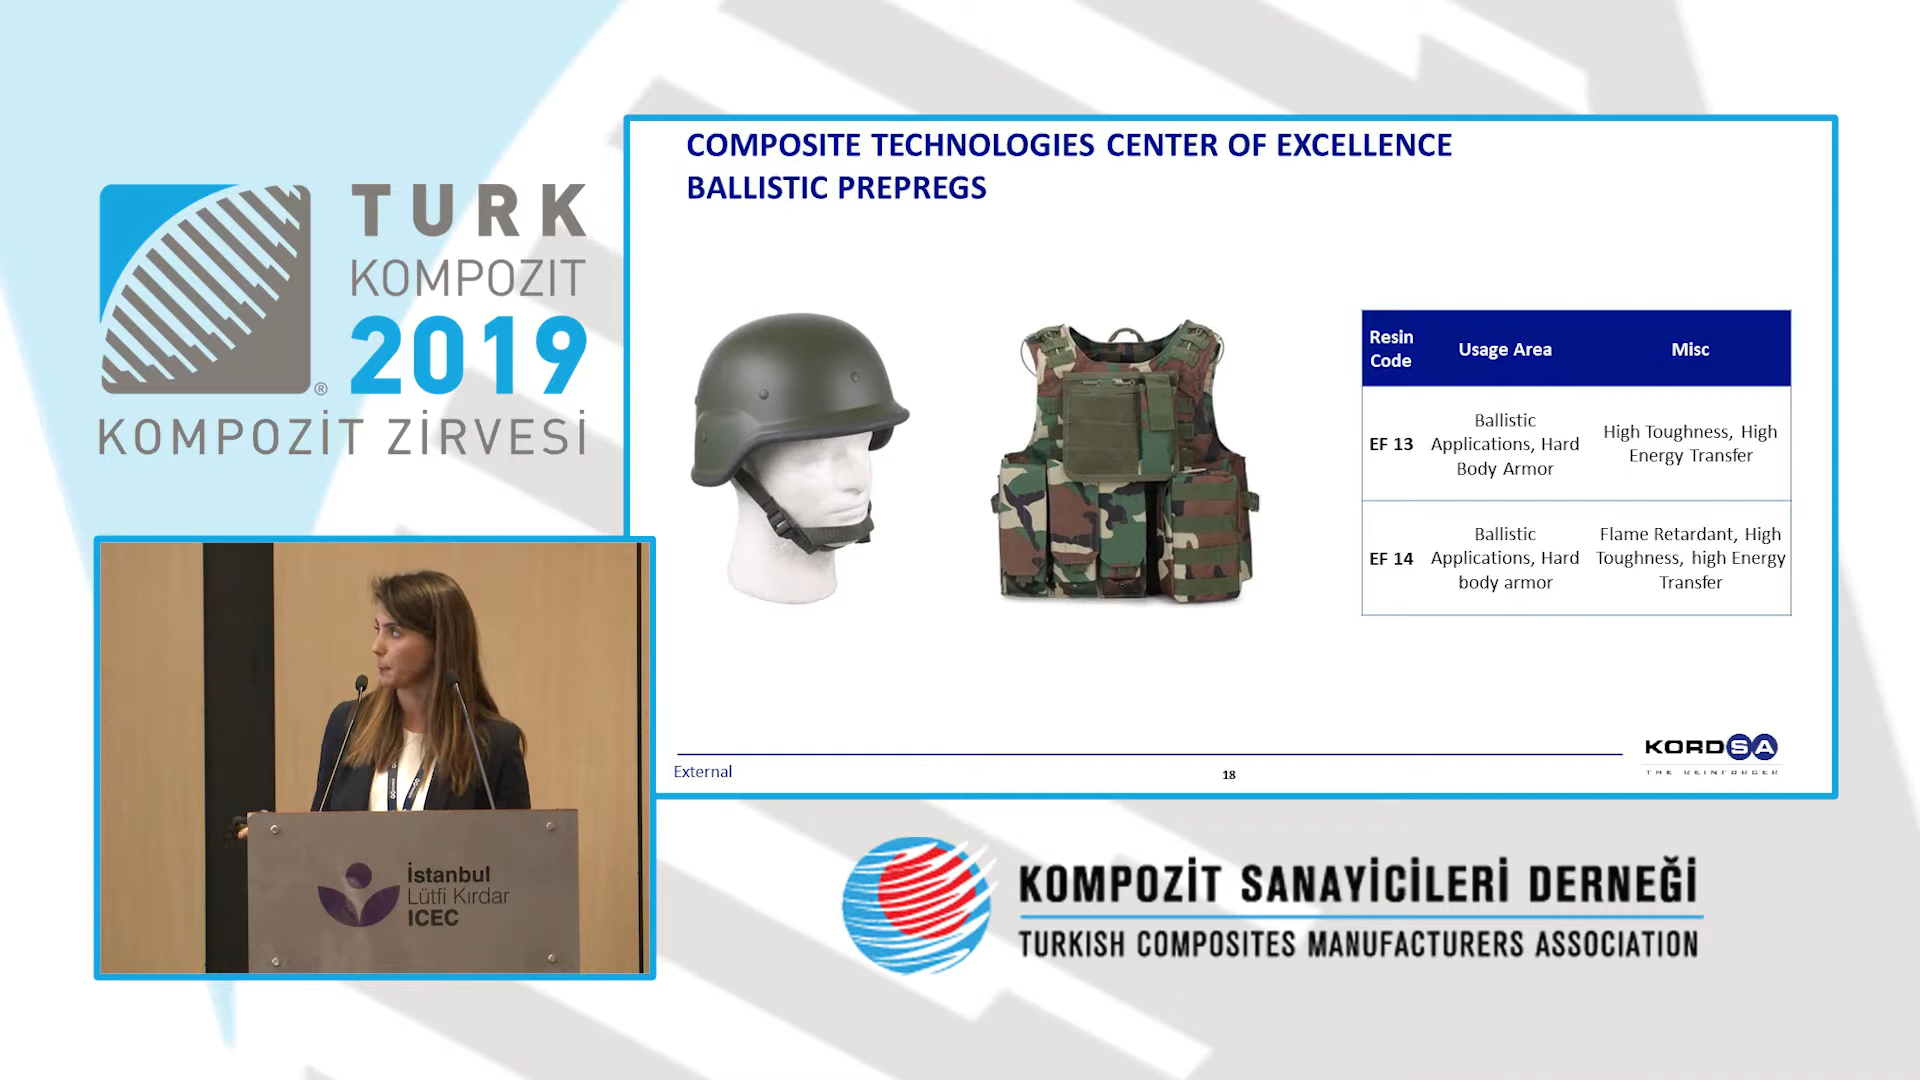 TURK
KOMPOZIT
2019
®
KOMPOZİT ZİRVESİ
COMPOSITE TECHNOLOGIES CENTER OF EXCELLENCE
BALLISTIC PREPREGS
Resin
Code
Usage Area
Misc
EF 13
Ballistic
Applications, Hard
Body Armor
High Toughness, High
Energy Transfer
EF 14
Ballistic
Applications, Hard
body armor
Flame Retardant, High
Toughness, high Energy
Transfer
External
18
KORDSA
THE REINFORCER
İstanbul
Lütfi Kırdar
ICEC
KOMPOZİT SANAYİCİLERİ DERNEĞİ
TURKISH COMPOSITES MANUFACTURERS ASSOCIATION